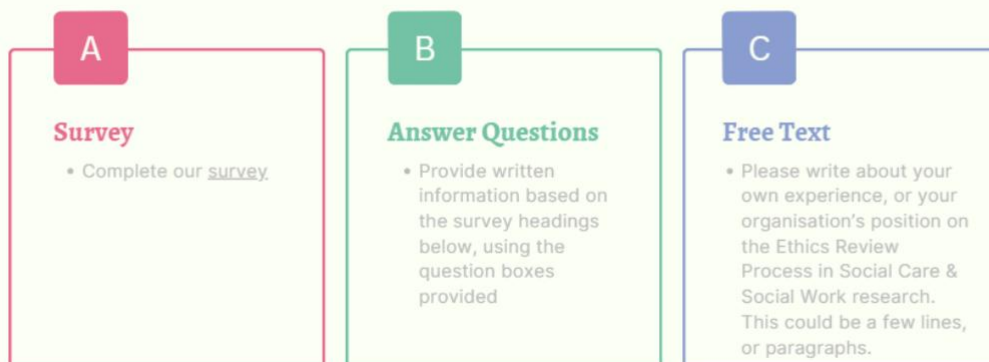 A
Survey
• Complete our survey
B
Answer Questions
• Provide written
information based on
the survey headings
below, using the
question boxes
provided
C
Free Text
• Please write about your
own experience, or your
organisation's position on
the Ethics Review
Process in Social Care &
Social Work research.
This could be a few lines,
or paragraphs.